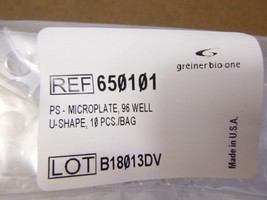 greiner bio-one
REF 650101
PS - MICROPLATE, 96 WELL
U-SHAPE, 10 PCS./BAG
LOT B18013DV
Made in U.S.A.